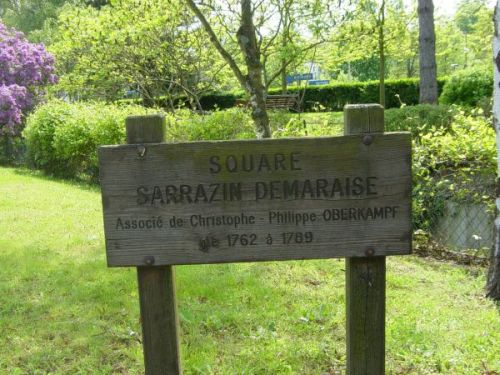 SQUARE
SARRAZIN DEMARAISE
Associé de Christophe - Philippe OBERKAMPF
de 1762 à 1789